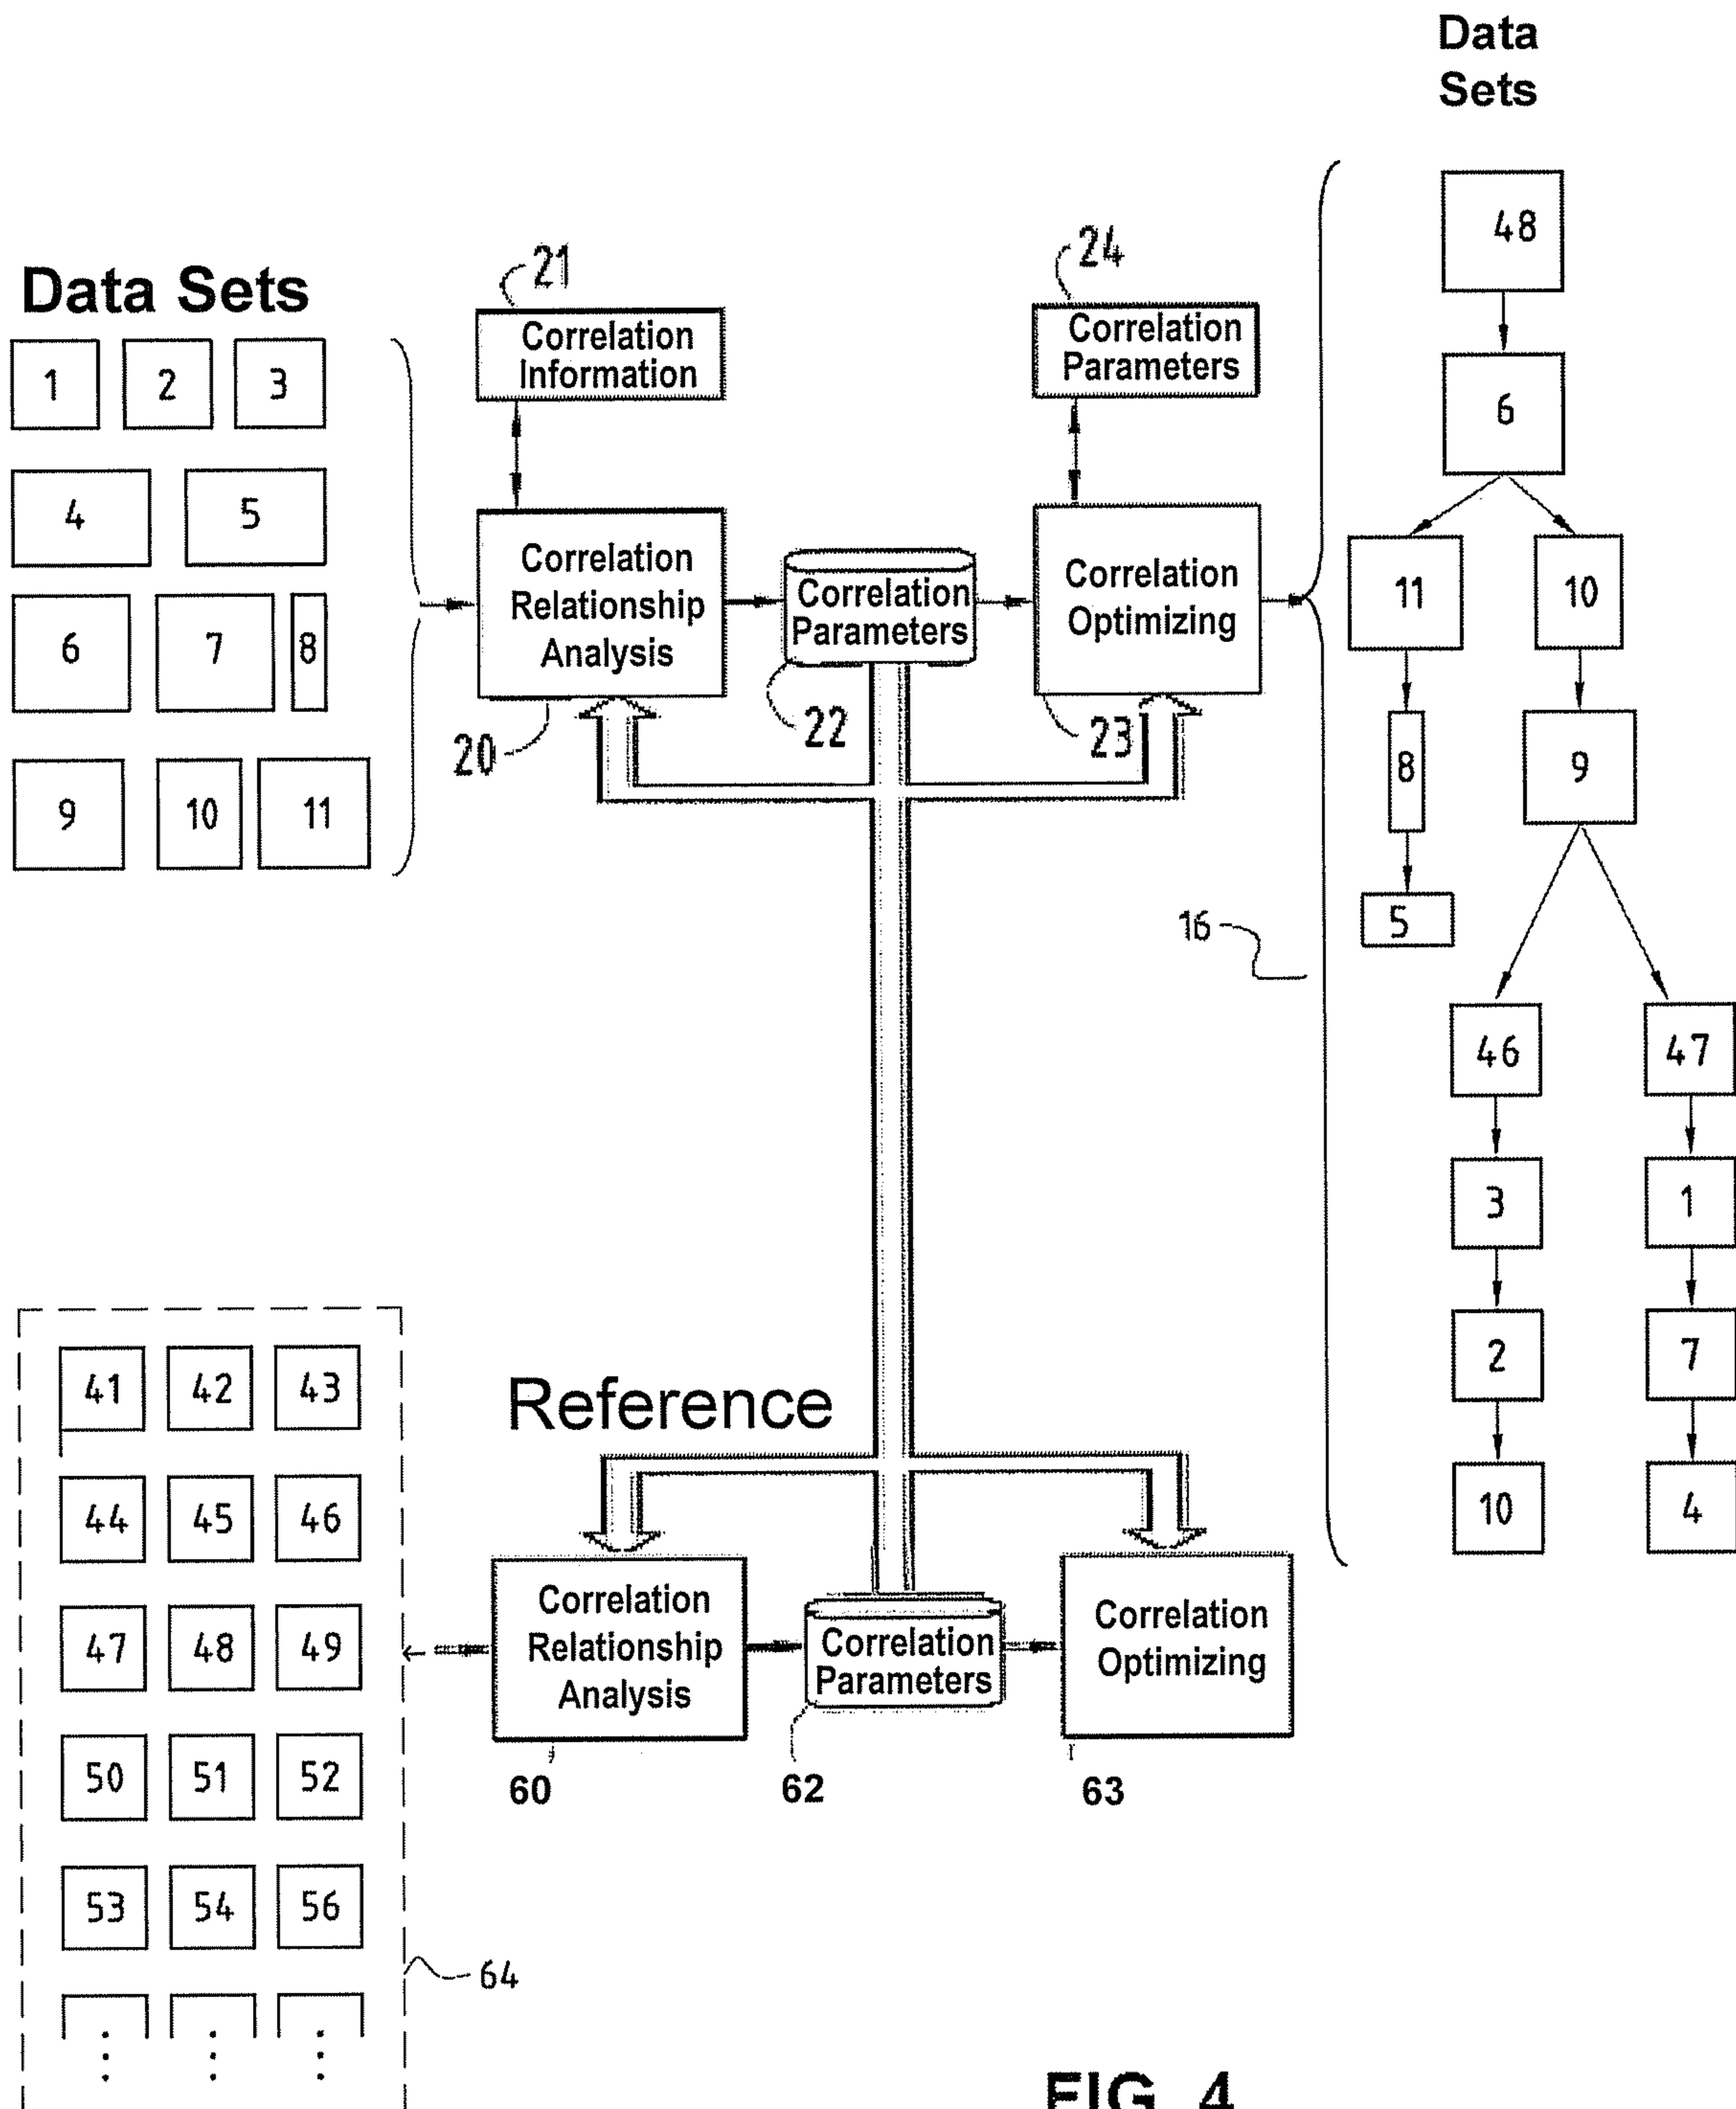 Data
Sets
48
6
11
10
8
9
5
46
47
3
1
2
7
10
4
16
Data Sets
1 2 3
4 5
6 7 8
9 10 11
21
Correlation
Information
24
Correlation
Parameters
Correlation
Relationship
Analysis
20
Correlation
Parameters
22
Correlation
Optimizing
23
Reference
41 42 43
44 45 46
47 48 49
50 51 52
53 54 56
64
Correlation
Relationship
Analysis
60
Correlation
Parameters
62
Correlation
Optimizing
63
FIG. 4